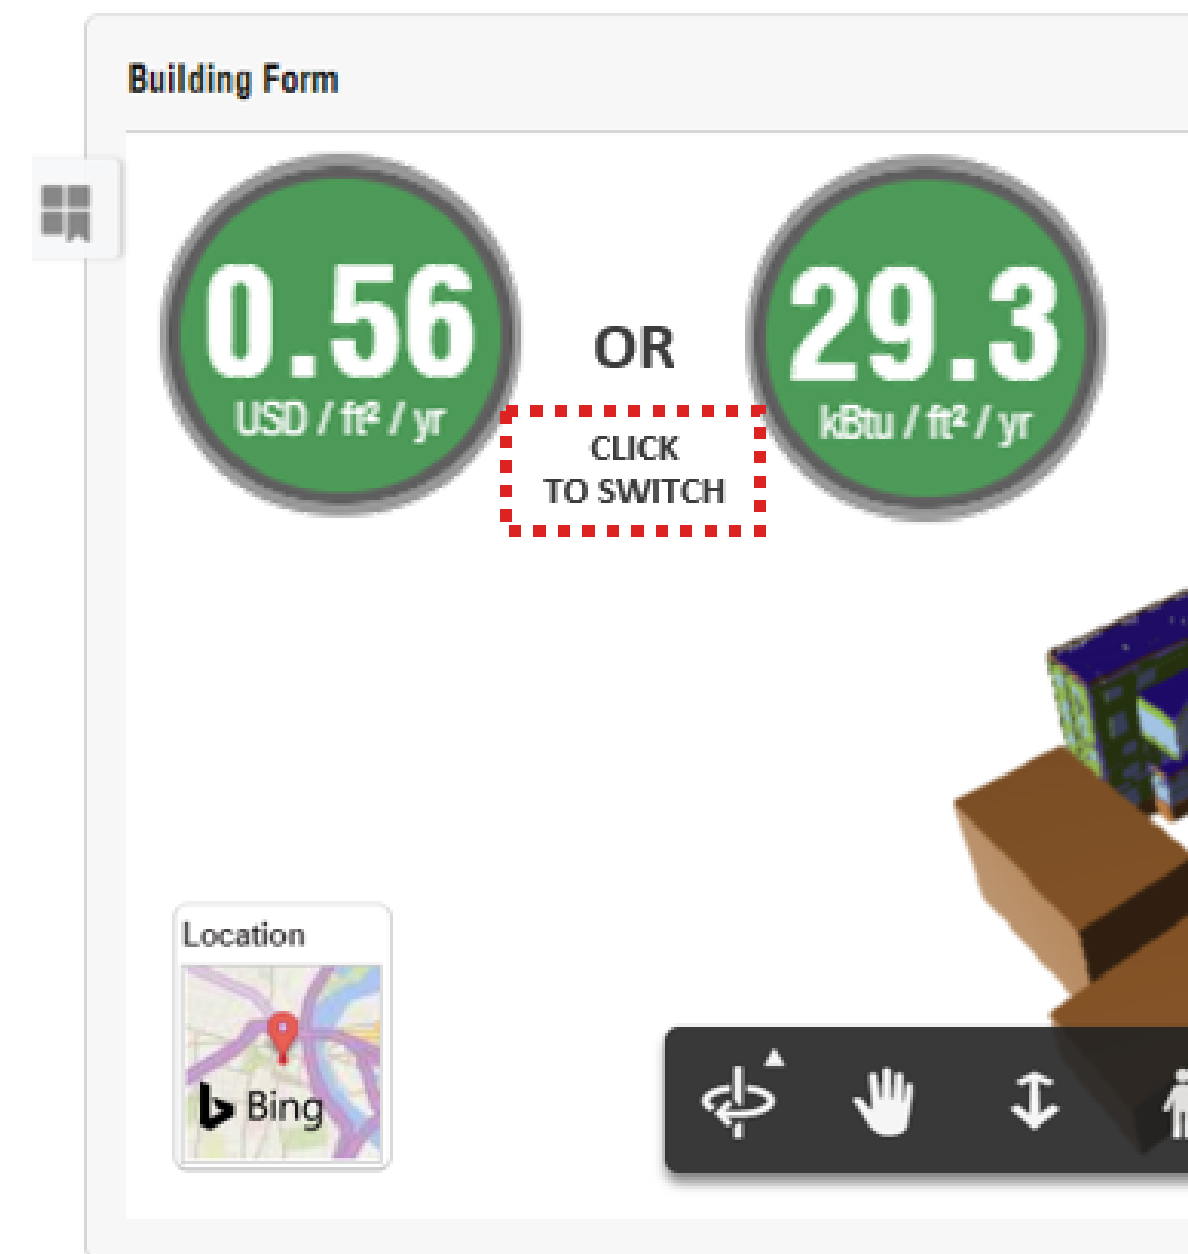 Building Form
0.56
USD / ft² / yr
OR
CLICK
TO SWITCH
29.3
kBtu / ft² / yr
Location
Bing